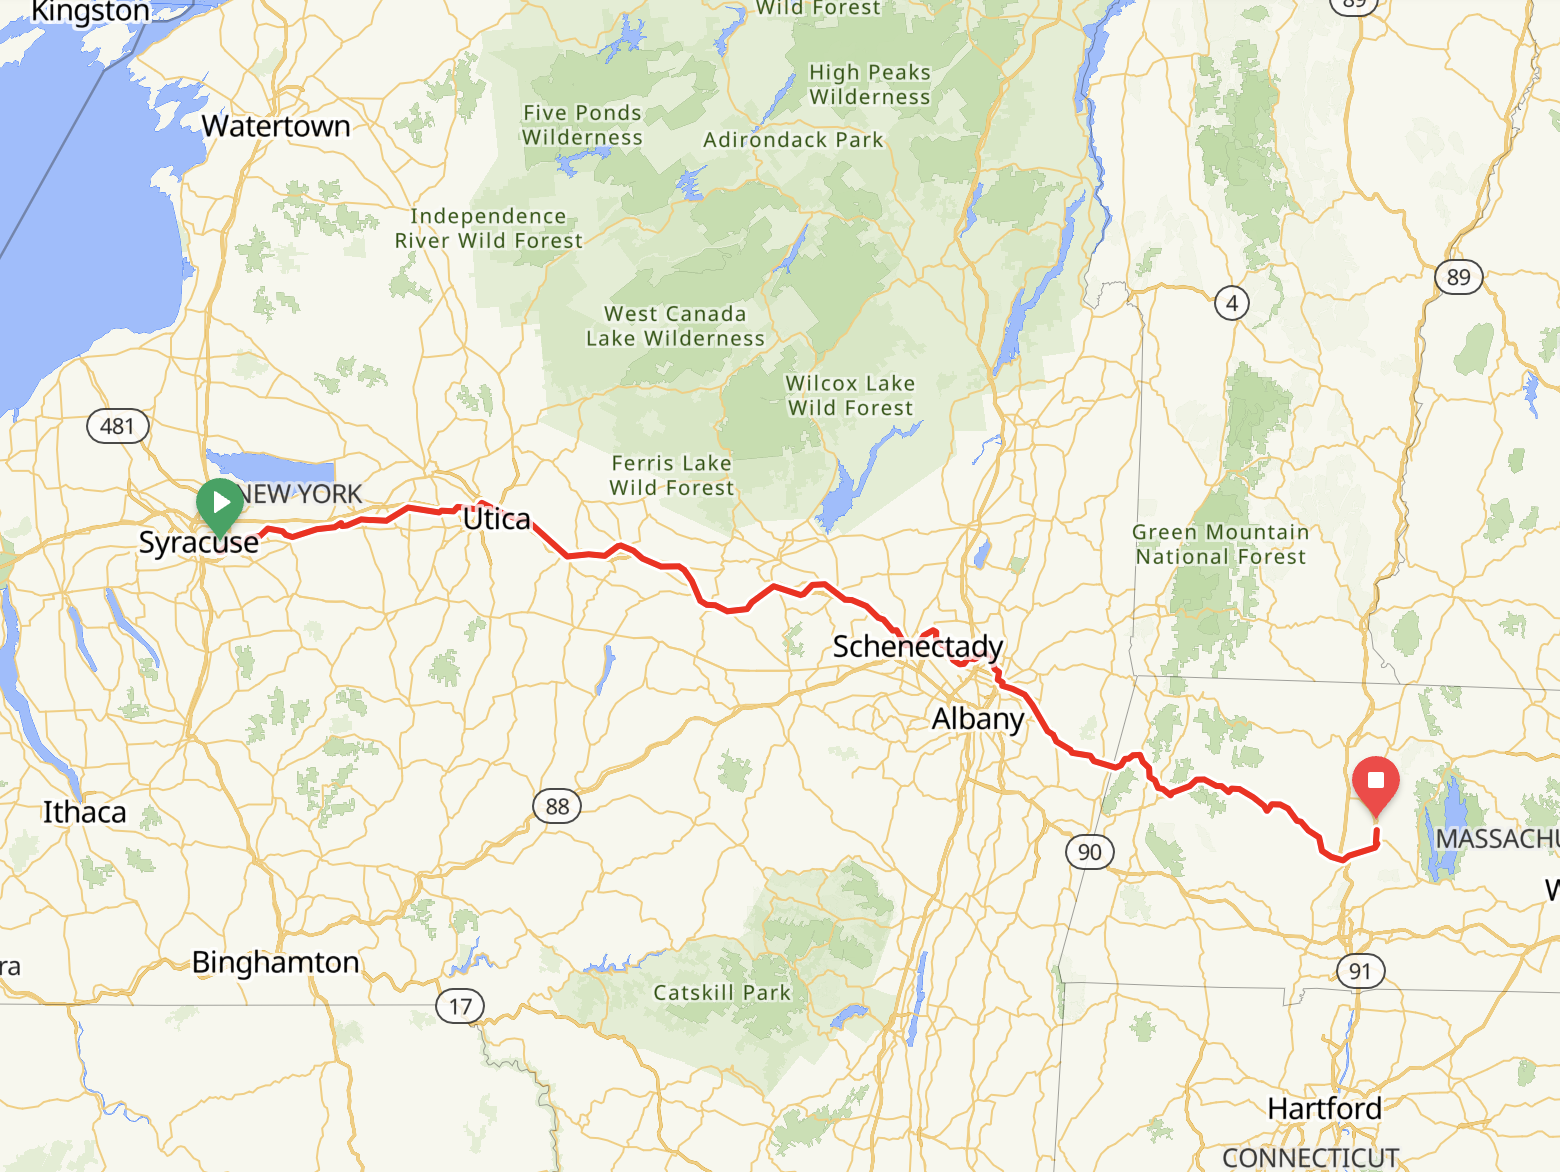 Kingston
Wild Forest
89
High Peaks
Wilderness
Five Ponds
Wilderness
Watertown
Adirondack Park
Independence
River Wild Forest
89
4
West Canada
Lake Wilderness
Wilcox Lake
Wild Forest
481
Ferris Lake
Wild Forest
NEW YORK
Utica
Syracuse
Green Mountain
National Forest
Schenectady
Albany
88
Ithaca
MASSACHU
90
W
Binghamton
ra
91
Catskill Park
17
Hartford
CONNECTICUT